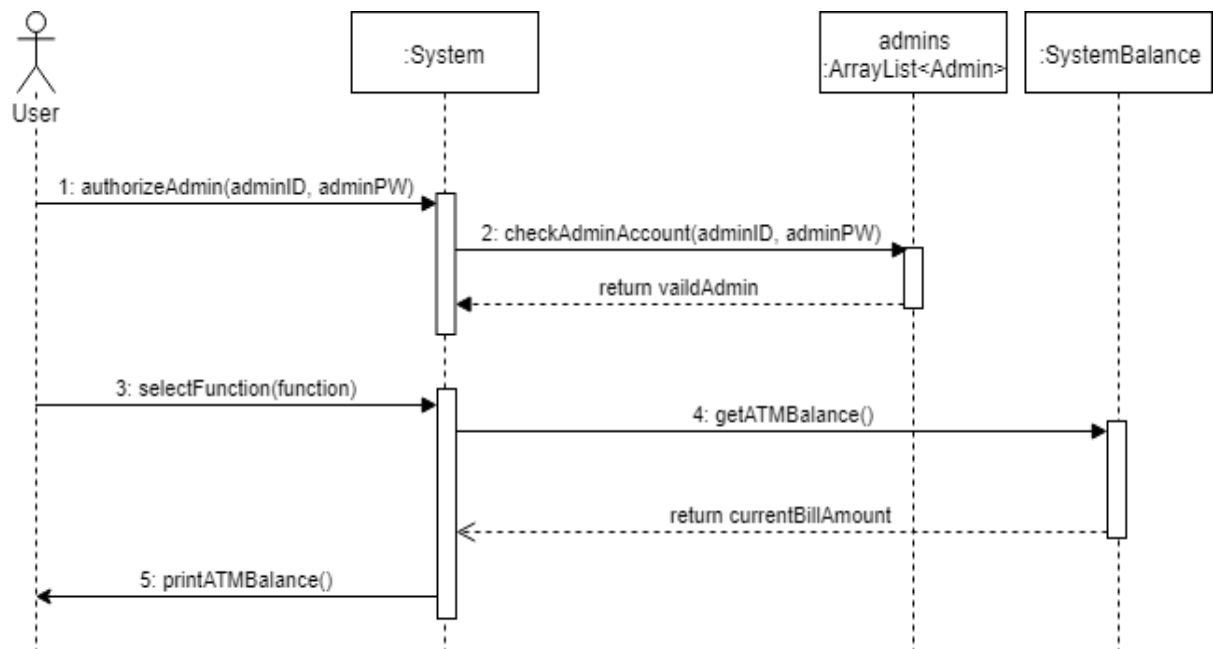 User
:System
admins
:ArrayList<Admin>
:SystemBalance
1: authorizeAdmin(adminID, adminPW)
2: checkAdminAccount(adminID, adminPW)
return vaildAdmin
3: selectFunction(function)
4: getATMBalance()
return currentBillAmount
5: printATMBalance()